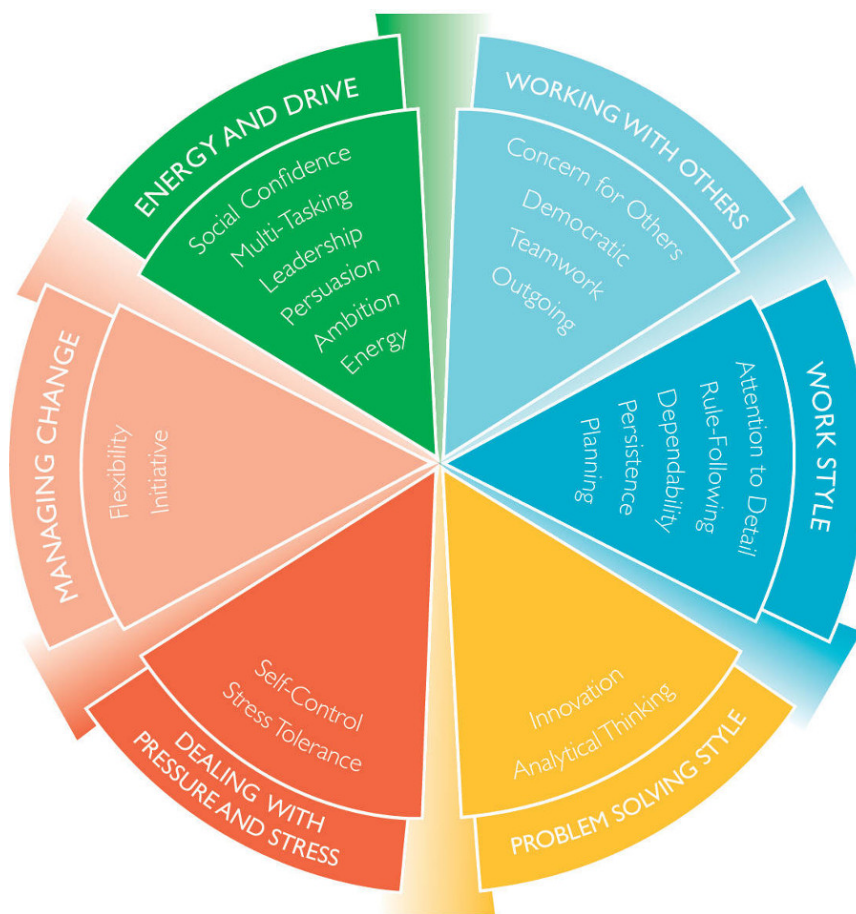 ENERGY AND DRIVE
Social Confidence
Multi-Tasking
Leadership
Persuasion
Ambition
Energy
WORKING WITH OTHERS
Concern for Others
Democratic
Teamwork
Outgoing
WORK STYLE
Attention to Detail
Rule-Following
Dependability
Persistence
Planning
PROBLEM SOLVING STYLE
Innovation
Analytical Thinking
DEALING WITH
PRESSURE AND STRESS
Self-Control
Stress Tolerance
MANAGING CHANGE
Flexibility
Initiative